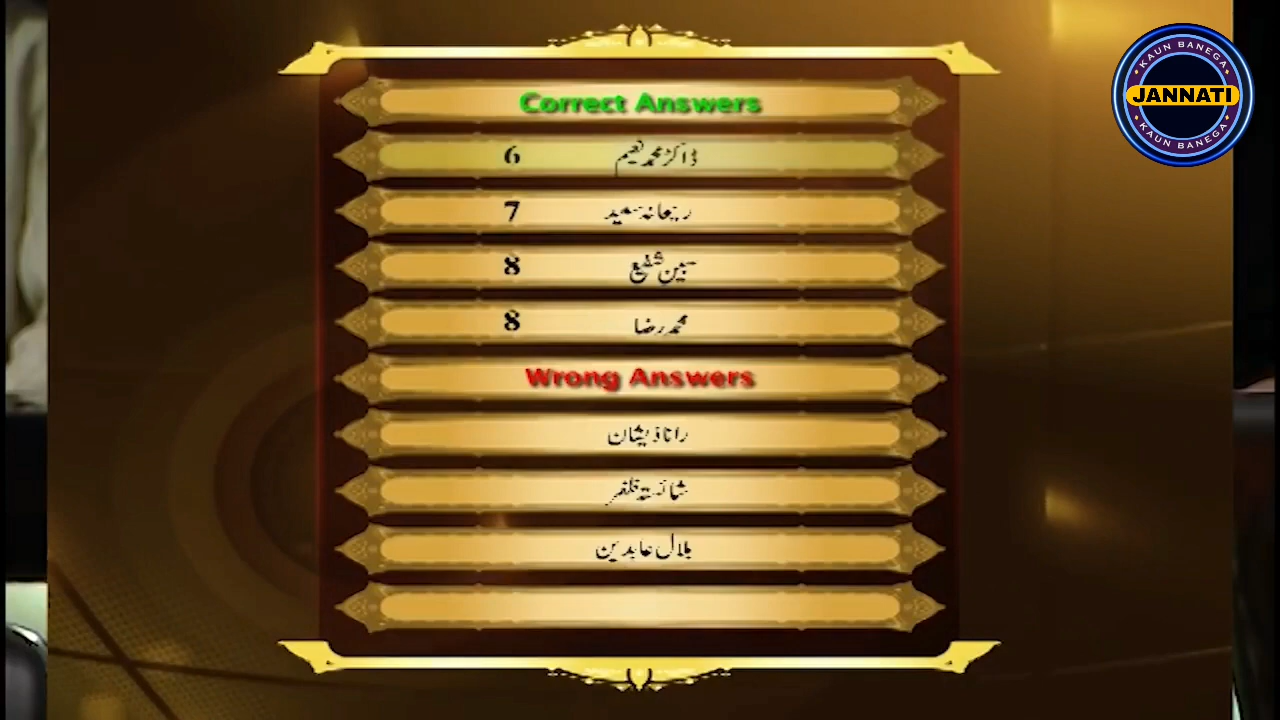 KAUN BANEGA
JANNATI
KAUN BANEGA
Correct Answers
ڈاکٹر محمد نعیم 6
ریحانہ سعید 7
سبین شفیع 8
محمد رضا 8
Wrong Answers
رانا ذیشان
شائستہ ظفر
بلال عابدین